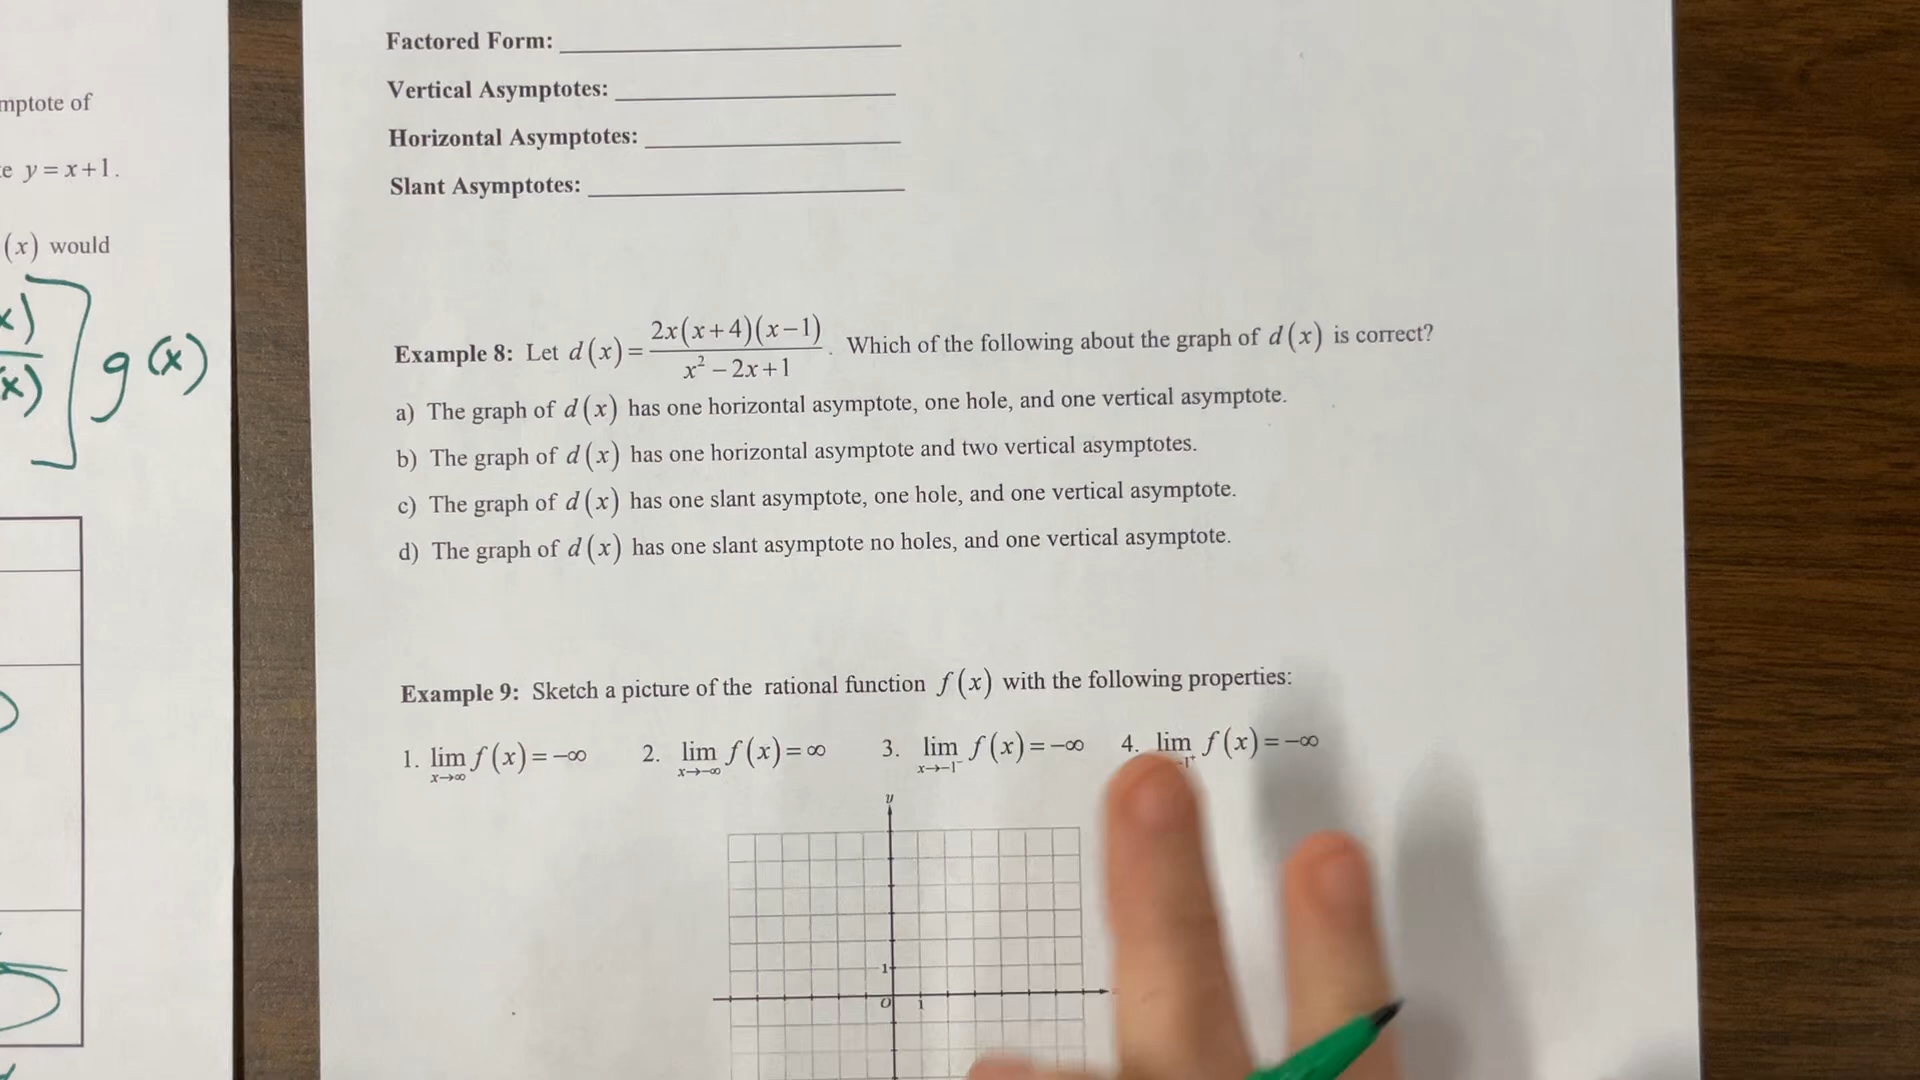 Factored Form:
Vertical Asymptotes:
mptote of
Horizontal Asymptotes:
e y = x+1.
Slant Asymptotes:
(x) would
x)
(x)
] g(x)
Example 8: Let d(x) = 2x(x+4)(x−1) / x² − 2x+1 . Which of the following about the graph of d(x) is correct?
a) The graph of d(x) has one horizontal asymptote, one hole, and one vertical asymptote.
b) The graph of d(x) has one horizontal asymptote and two vertical asymptotes.
c) The graph of d(x) has one slant asymptote, one hole, and one vertical asymptote.
d) The graph of d(x) has one slant asymptote no holes, and one vertical asymptote.
Example 9: Sketch a picture of the rational function f(x) with the following properties:
1. lim x→∞ f(x) = −∞ 2. lim x→−∞ f(x) = ∞ 3. lim x→−1⁻ f(x) = −∞ 4. lim −1⁺ f(x) = −∞
y
1
O 1